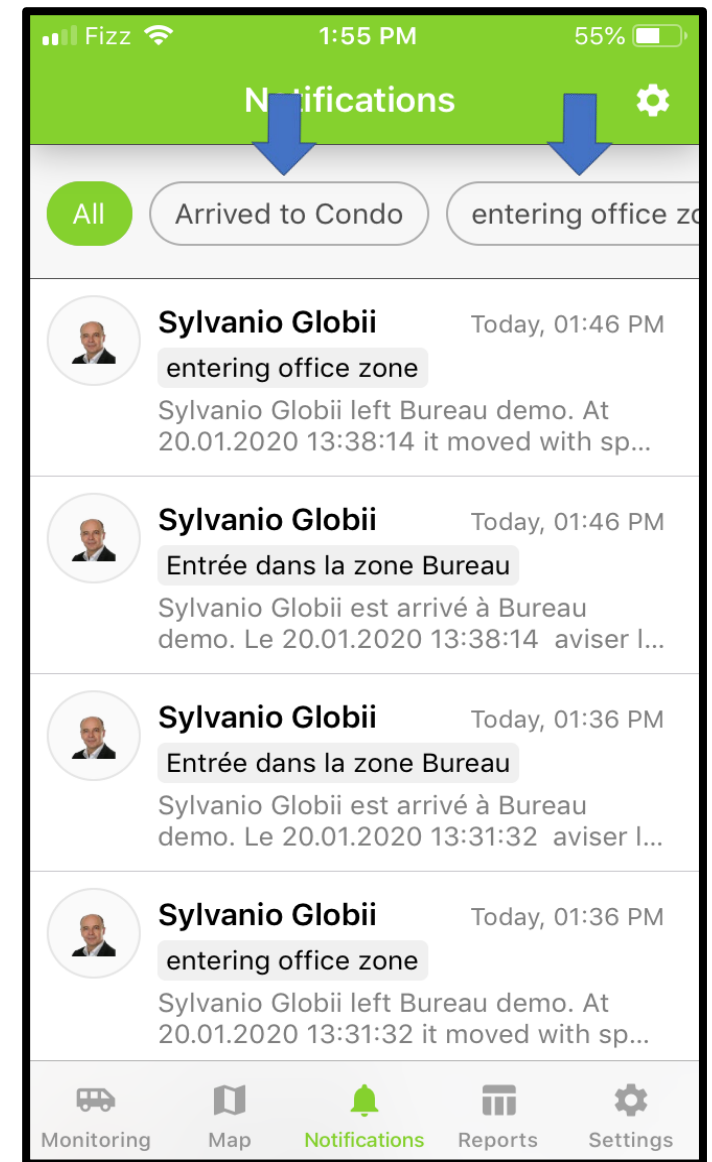 Fizz 1:55 PM 55%
Notifications
All Arrived to Condo entering office zo
Sylvanio Globii Today, 01:46 PM
entering office zone
Sylvanio Globii left Bureau demo. At
20.01.2020 13:38:14 it moved with sp...
Sylvanio Globii Today, 01:46 PM
Entrée dans la zone Bureau
Sylvanio Globii est arrivé à Bureau
demo. Le 20.01.2020 13:38:14 aviser l...
Sylvanio Globii Today, 01:36 PM
Entrée dans la zone Bureau
Sylvanio Globii est arrivé à Bureau
demo. Le 20.01.2020 13:31:32 aviser l...
Sylvanio Globii Today, 01:36 PM
entering office zone
Sylvanio Globii left Bureau demo. At
20.01.2020 13:31:32 it moved with sp...
Monitoring Map Notifications Reports Settings